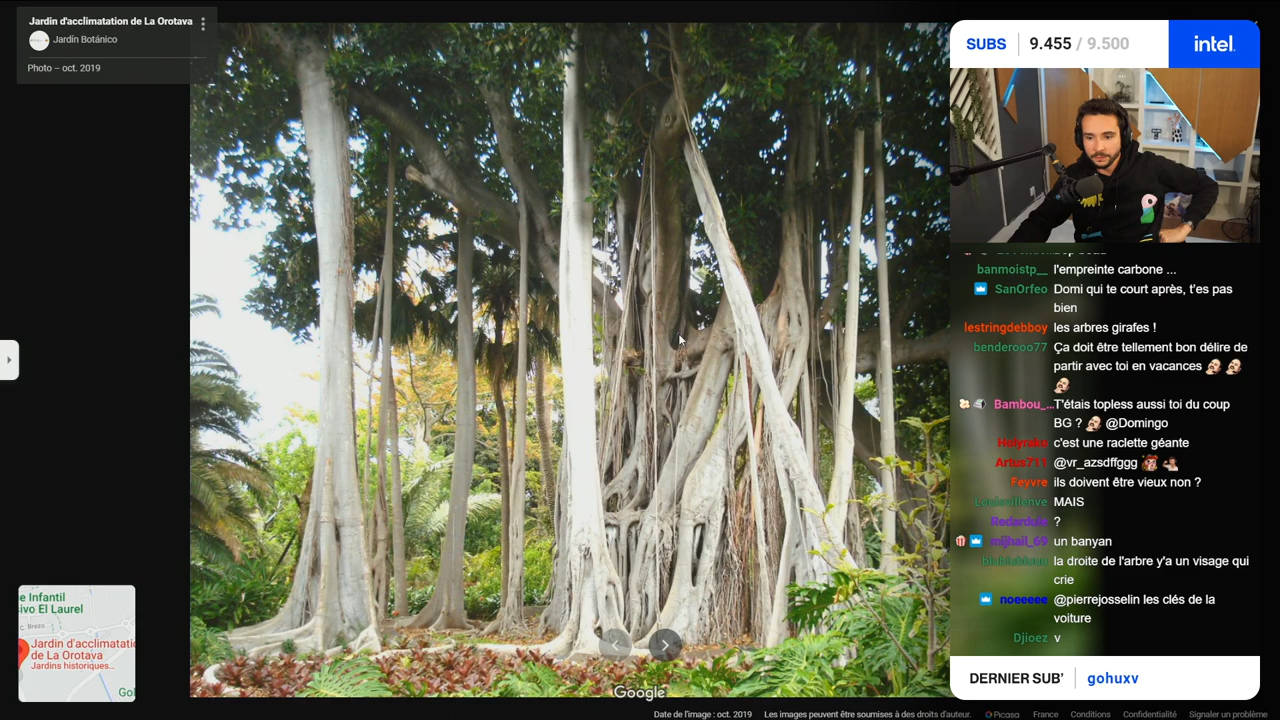 Jardin d'acclimatation de La Orotava
Jardín Botánico
Photo – oct. 2019
SUBS 9.455 / 9.500 intel.
banmoistp__ l'empreinte carbone ...
SanOrfeo Domi qui te court après, t'es pas
bien
lestringdebboy les arbres girafes !
benderooo77 Ça doit être tellement bon délire de
partir avec toi en vacances
Bambou_... T'étais topless aussi toi du coup
BG ? @Domingo
c'est une raclette géante
Artus711 @vr_azsdffggg
Feyvre ils doivent être vieux non ?
MAIS
?
mijhail_69 un banyan
la droite de l'arbre y'a un visage qui
crie
noeeeee @pierrejosselin les clés de la
voiture
Djioez v
DERNIER SUB' gohuxv
e Infantil
sivo El Laurel
C. Brezo
Jardin d'acclimatatio
de La Orotava
Jardins historiques...
Gol
Google
Date de l'image : oct. 2019 Les images peuvent être soumises à des droits d'auteur. Picasa France Conditions Confidentialité Signaler un problème